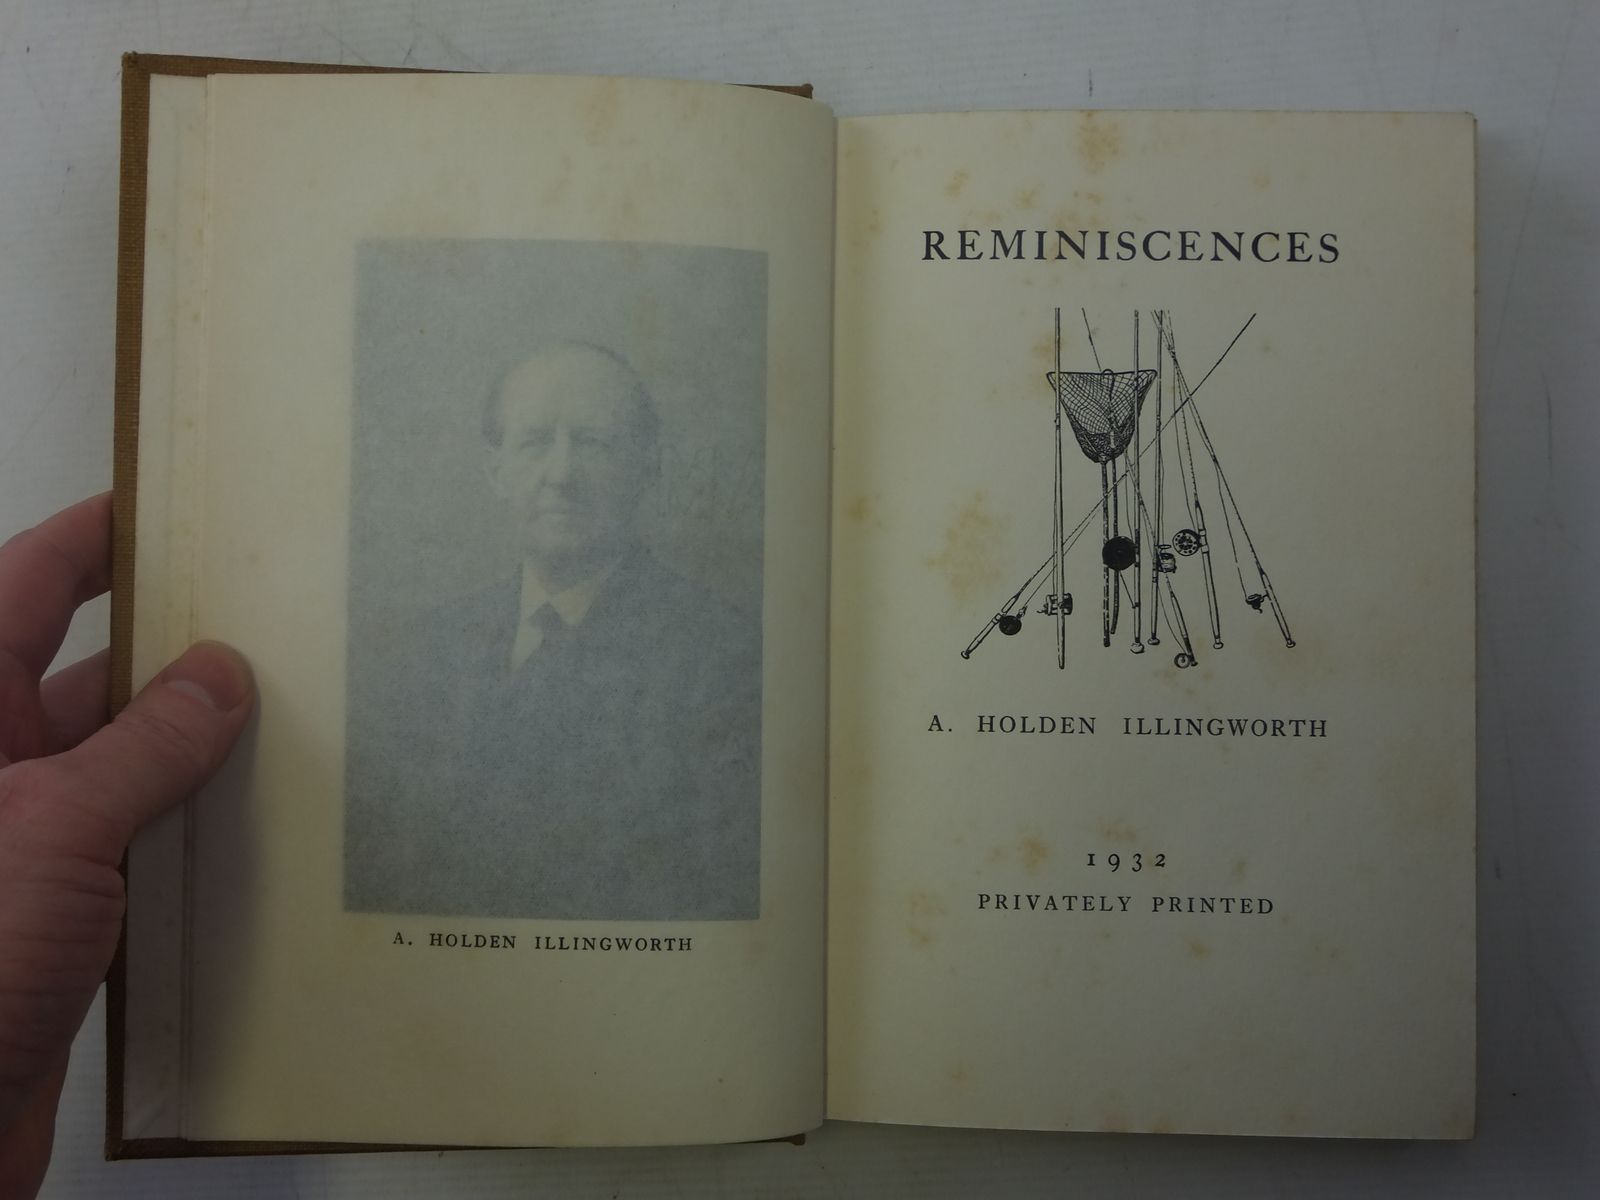 A. HOLDEN ILLINGWORTH
REMINISCENCES
A. HOLDEN ILLINGWORTH
1932
PRIVATELY PRINTED